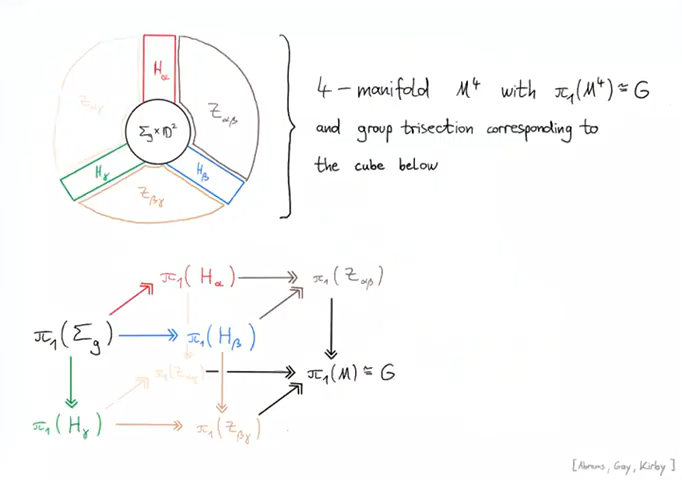 H_α
Z_αγ
Z_αβ
Σ_g × D²
H_γ
H_β
Z_βγ
4-manifold M⁴ with π₁(M⁴) ≅ G
and group trisection corresponding to
the cube below
π₁(H_α) π₁(Z_αβ)
π₁(Σ_g) π₁(H_β)
π₁(Z_αγ) π₁(M) ≅ G
π₁(H_γ) π₁(Z_βγ)
[Abrams, Gay, Kirby]